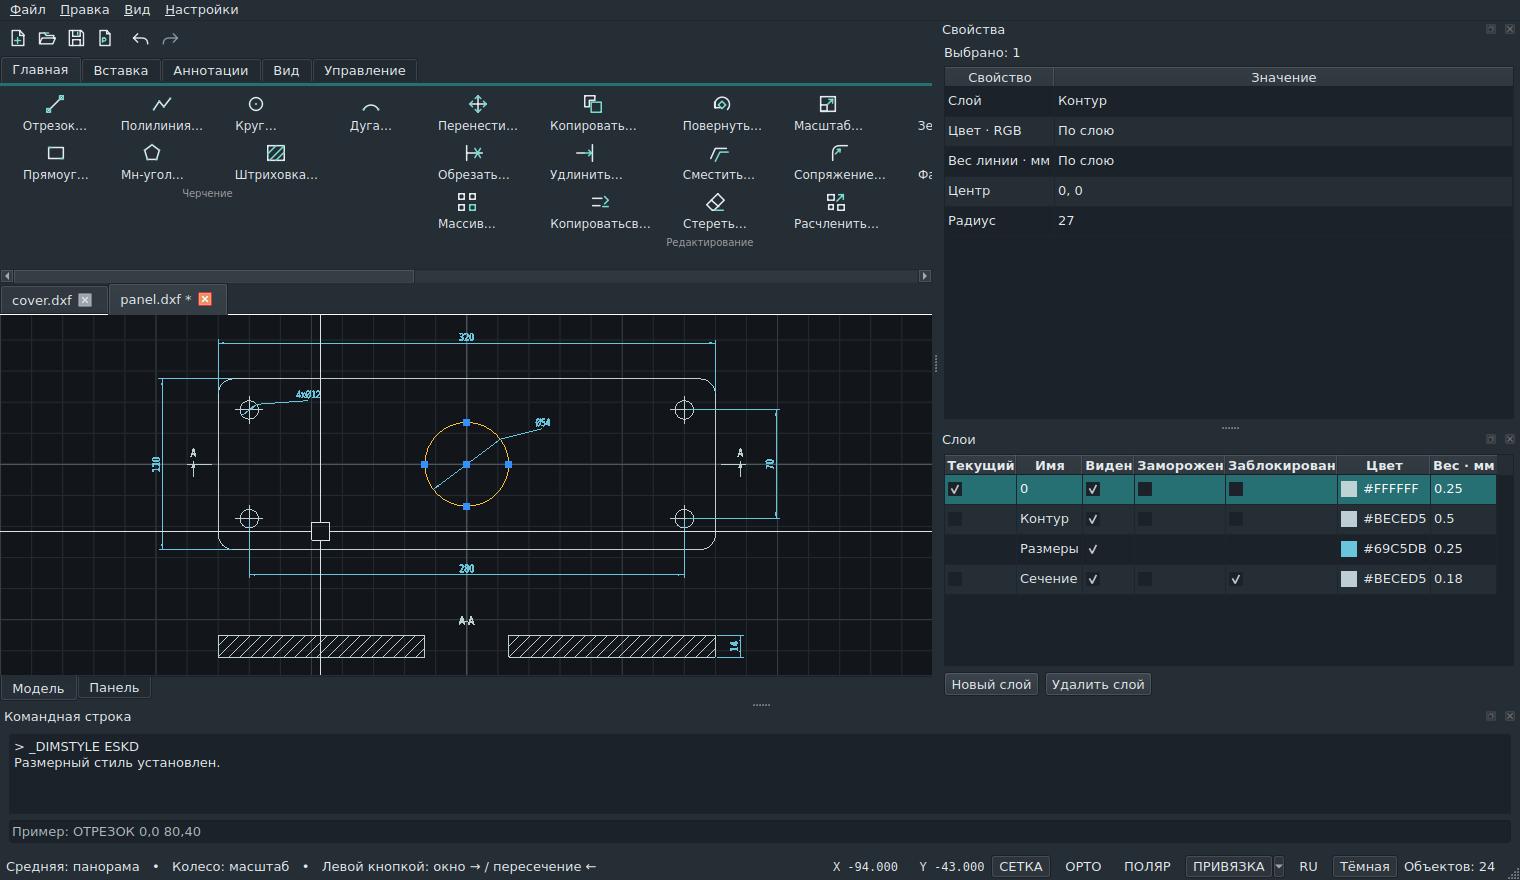 Файл Правка Вид Настройки
Главная Вставка Аннотации Вид Управление
Отрезок... Полилиния... Круг... Дуга... Перенести... Копировать... Повернуть... Масштаб... Зе
Прямоуг... Мн-угол... Штриховка... Обрезать... Удлинить... Сместить... Сопряжение... Фа
Черчение
Массив... Копироватьсв... Стереть... Расчленить...
Редактирование
cover.dxf panel.dxf *
320
4xØ12
Ø54
110
A A
70
280
A-A
14
Модель Панель
Свойства
Выбрано: 1
Свойство Значение
Слой Контур
Цвет · RGB По слою
Вес линии · мм По слою
Центр 0, 0
Радиус 27
Слои
Текущий Имя Виден Заморожен Заблокирован Цвет Вес · мм
0 #FFFFFF 0.25
Контур #BECED5 0.5
Размеры #69C5DB 0.25
Сечение #BECED5 0.18
Новый слой Удалить слой
Командная строка
> _DIMSTYLE ESKD
Размерный стиль установлен.
Пример: ОТРЕЗОК 0,0 80,40
Средняя: панорама • Колесо: масштаб • Левой кнопкой: окно → / пересечение ← X -94.000 Y -43.000 СЕТКА ОРТО ПОЛЯР ПРИВЯЗКА RU Тёмная Объектов: 24